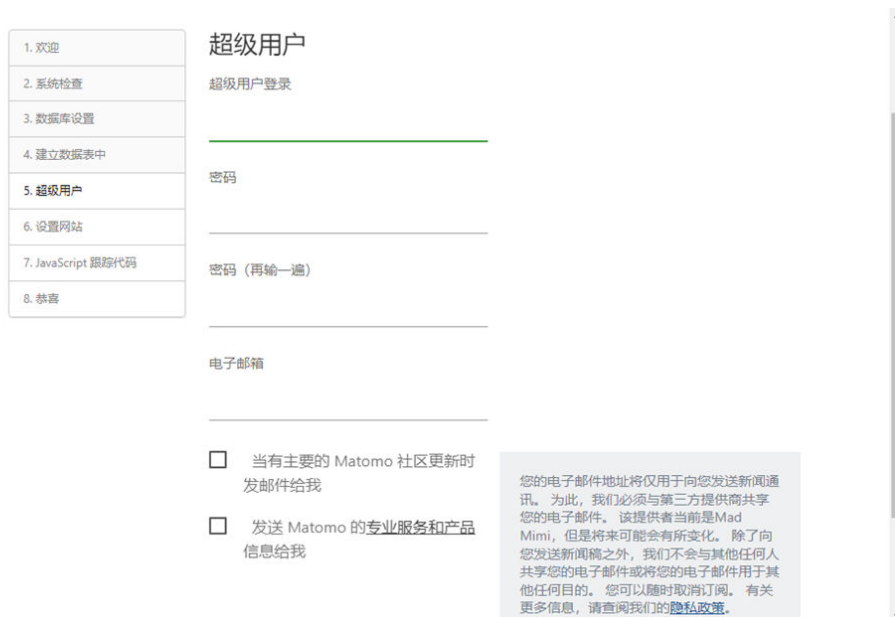 1. 欢迎
2. 系统检查
3. 数据库设置
4. 建立数据表中
5. 超级用户
6. 设置网站
7. JavaScript 跟踪代码
8. 恭喜
超级用户
超级用户登录
密码
密码（再输一遍）
电子邮箱
当有主要的 Matomo 社区更新时
发邮件给我
发送 Matomo 的专业服务和产品
信息给我
您的电子邮件地址将仅用于向您发送新闻通
讯。 为此，我们必须与第三方提供商共享
您的电子邮件。 该提供者当前是Mad
Mimi，但是将来可能会有所变化。 除了向
您发送新闻稿之外，我们不会与其他任何人
共享您的电子邮件或将您的电子邮件用于其
他任何目的。 您可以随时取消订阅。 有关
更多信息，请查阅我们的隐私政策。